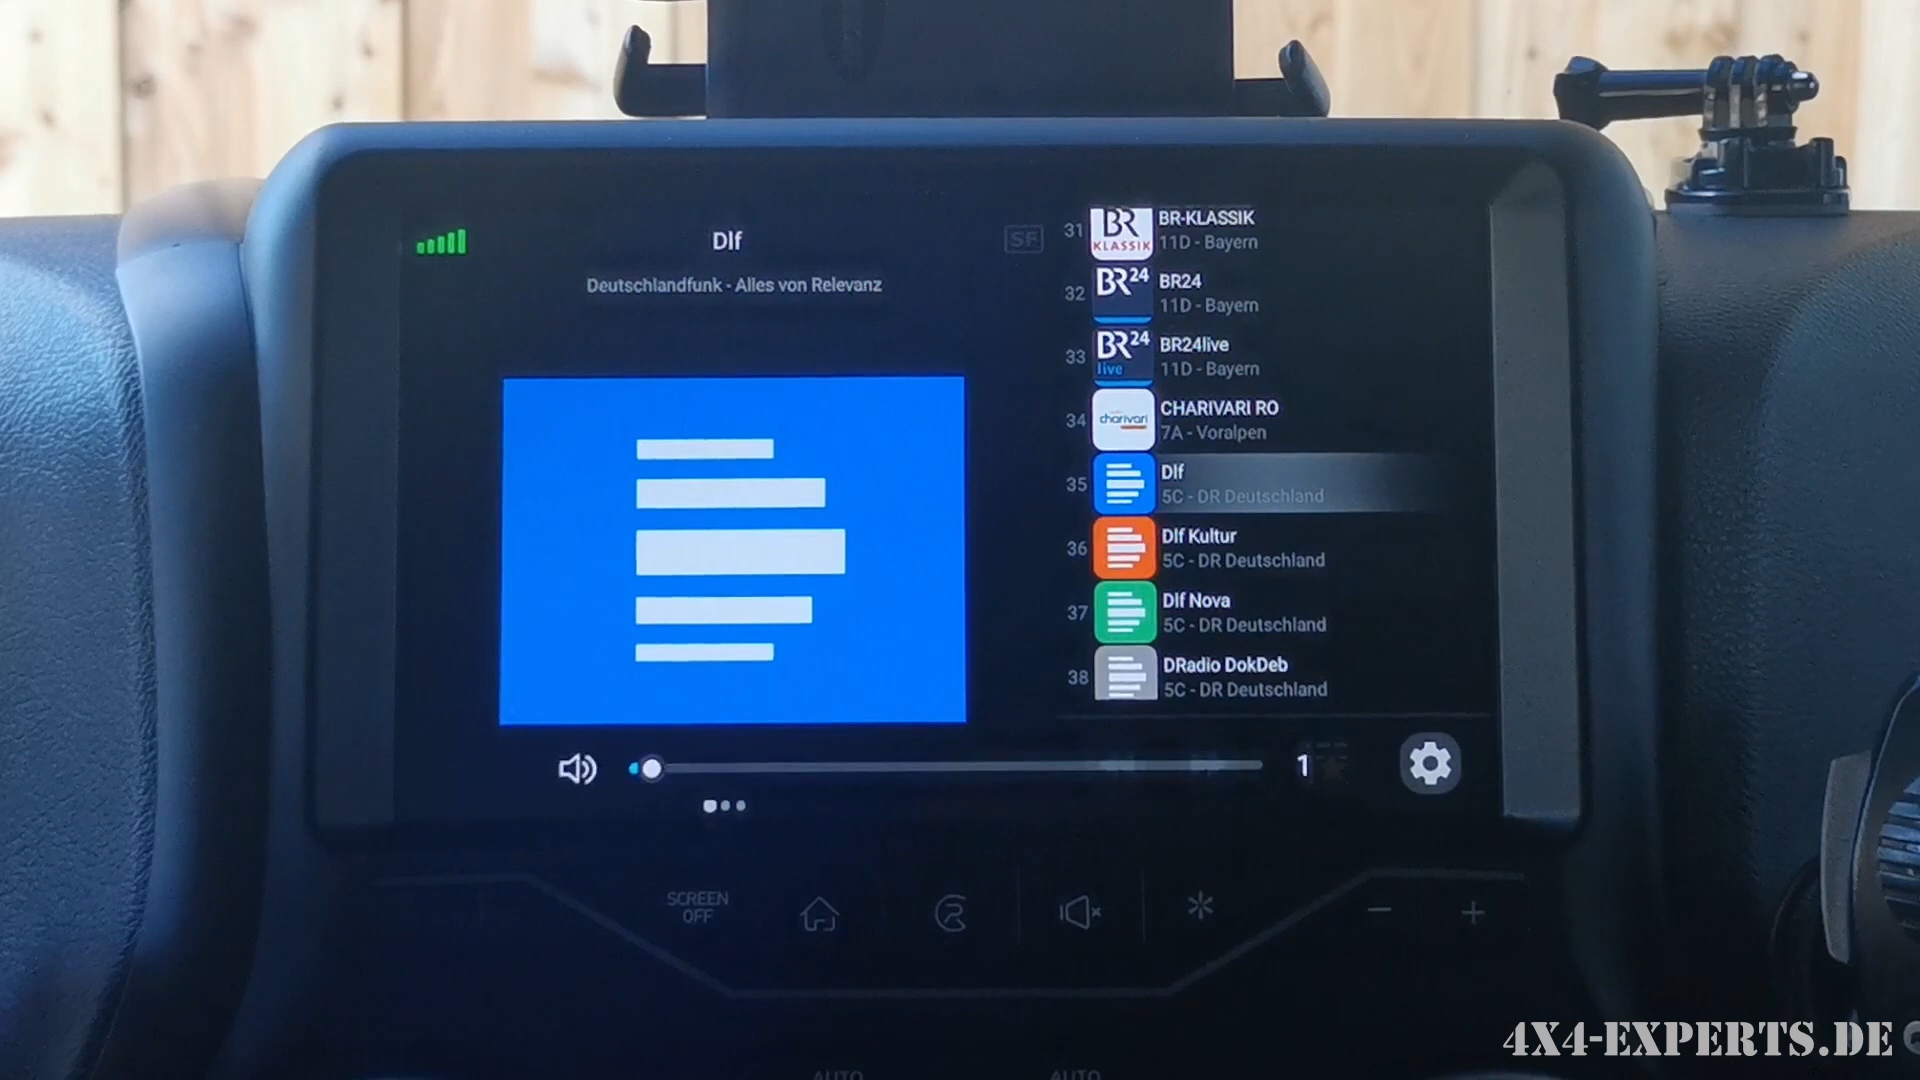 Dlf
SF
Deutschlandfunk - Alles von Relevanz
31
BR
KLASSIK
BR-KLASSIK
11D - Bayern
32
BR24
BR24
11D - Bayern
33
BR24
live
BR24live
11D - Bayern
34
charivari
CHARIVARI RO
7A - Voralpen
35
Dlf
5C - DR Deutschland
36
Dlf Kultur
5C - DR Deutschland
37
Dlf Nova
5C - DR Deutschland
38
DRadio DokDeb
5C - DR Deutschland
1
SCREEN
OFF
− +
4X4-EXPERTS.DE
AUTO AUTO